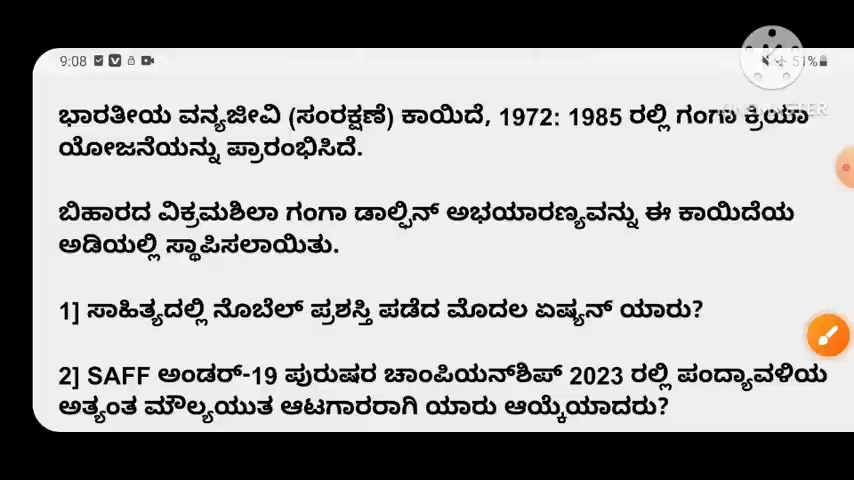 9:08
51%
ಭಾರತೀಯ ವನ್ಯಜೀವಿ (ಸಂರಕ್ಷಣೆ) ಕಾಯಿದೆ, 1972: 1985 ರಲ್ಲಿ ಗಂಗಾ ಕ್ರಿಯಾ
ಯೋಜನೆಯನ್ನು ಪ್ರಾರಂಭಿಸಿದೆ.
ಬಿಹಾರದ ವಿಕ್ರಮಶಿಲಾ ಗಂಗಾ ಡಾಲ್ಫಿನ್ ಅಭಯಾರಣ್ಯವನ್ನು ಈ ಕಾಯಿದೆಯ
ಅಡಿಯಲ್ಲಿ ಸ್ಥಾಪಿಸಲಾಯಿತು.
1] ಸಾಹಿತ್ಯದಲ್ಲಿ ನೊಬೆಲ್ ಪ್ರಶಸ್ತಿ ಪಡೆದ ಮೊದಲ ಏಷ್ಯನ್ ಯಾರು?
2] SAFF ಅಂಡರ್-19 ಪುರುಷರ ಚಾಂಪಿಯನ್‌ಶಿಪ್ 2023 ರಲ್ಲಿ ಪಂದ್ಯಾವಳಿಯ
ಅತ್ಯಂತ ಮೌಲ್ಯಯುತ ಆಟಗಾರರಾಗಿ ಯಾರು ಆಯ್ಕೆಯಾದರು?